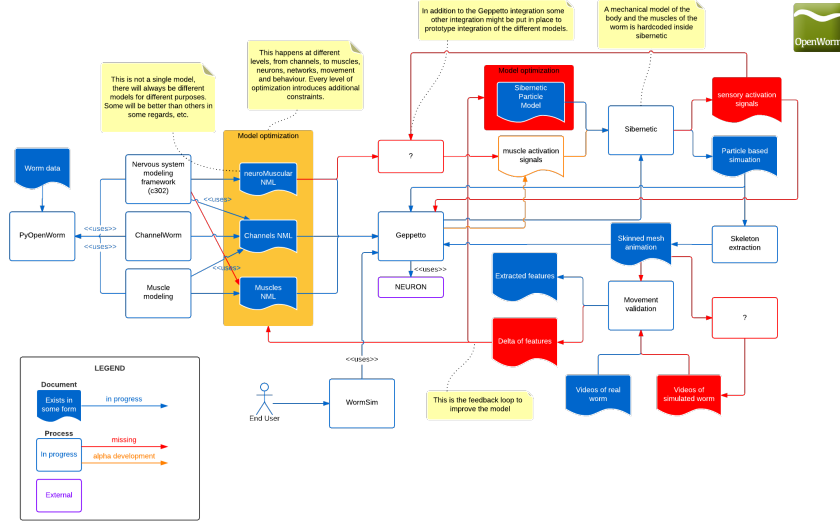 In addition to the Geppetto integration some
other integration might be put in place to
prototype integration of the different models.
A mechanical model of the
body and the muscles of the
worm is hardcoded inside
sibernetic
OpenWorm
This happens at different
levels, from channels, to muscles,
neurons, networks, movement
and behaviour. Every level of
optimization introduces additional
constraints.
This is not a single model,
there will always be different
models for different purposes.
Some will be better than others in
some regards, etc.
Model optimization
Sibernetic
Particle
Model
sensory activation
signals
Sibernetic
Model optimization
?
muscle activation
signals
Particle based
simuation
Worm data
Nervous system
modeling
framework
(c302)
neuroMuscular
NML
<<uses>>
PyOpenWorm
<<uses>>
<<uses>>
ChannelWorm
Channels NML
Geppetto
Skinned mesh
animation
Skeleton
extraction
<<uses>>
<<uses>>
Muscle
modeling
Muscles
NML
NEURON
Extracted features
Movement
validation
?
Delta of features
<<uses>>
End User
WormSim
This is the feedback loop to
improve the model
Videos of real
worm
Videos of
simulated worm
LEGEND
Document
Exists in
some form
in progress
Process
In progress
missing
alpha development
External